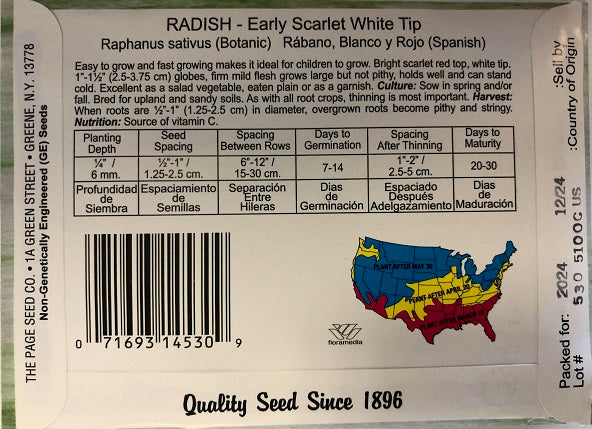 RADISH - Early Scarlet White Tip
Raphanus sativus (Botanic) Rábano, Blanco y Rojo (Spanish)
Easy to grow and fast growing makes it ideal for children to grow. Bright scarlet red top, white tip.
1"-1½" (2.5-3.75 cm) globes, firm mild flesh grows large but not pithy, holds well and can stand
cold. Excellent as a salad vegetable, eaten plain or as a garnish. Culture: Sow in spring and/or
fall. Bred for upland and sandy soils. As with all root crops, thinning is most important. Harvest:
When roots are ½"-1" (1.25-2.5 cm) in diameter, overgrown roots become pithy and stringy.
Nutrition: Source of vitamin C.
Planting Depth Seed Spacing Spacing Between Rows Days to Germination Spacing After Thinning Days to Maturity
¼" / 6 mm. ½"-1" / 1.25-2.5 cm. 6"-12" / 15-30 cm. 7-14 1"-2" / 2.5-5 cm. 20-30
Profundidad de Siembra Espaciamiento de Semillas Separación Entre Hileras Dias de Germinación Espaciado Después Adelgazamiento Dias de Maduración
0 71693 14530 9
PLANT AFTER MAY 30
PLANT AFTER APRIL 20
PLANT AFTER MARCH 15
floramedia
Quality Seed Since 1896
THE PAGE SEED CO. • 1A GREEN STREET • GREENE, N.Y. 13778
Non-Genetically Engineered (GE) Seeds
Packed for: 2024 12/24 :Sell by
Lot # 530 5100C US :Country of Origin